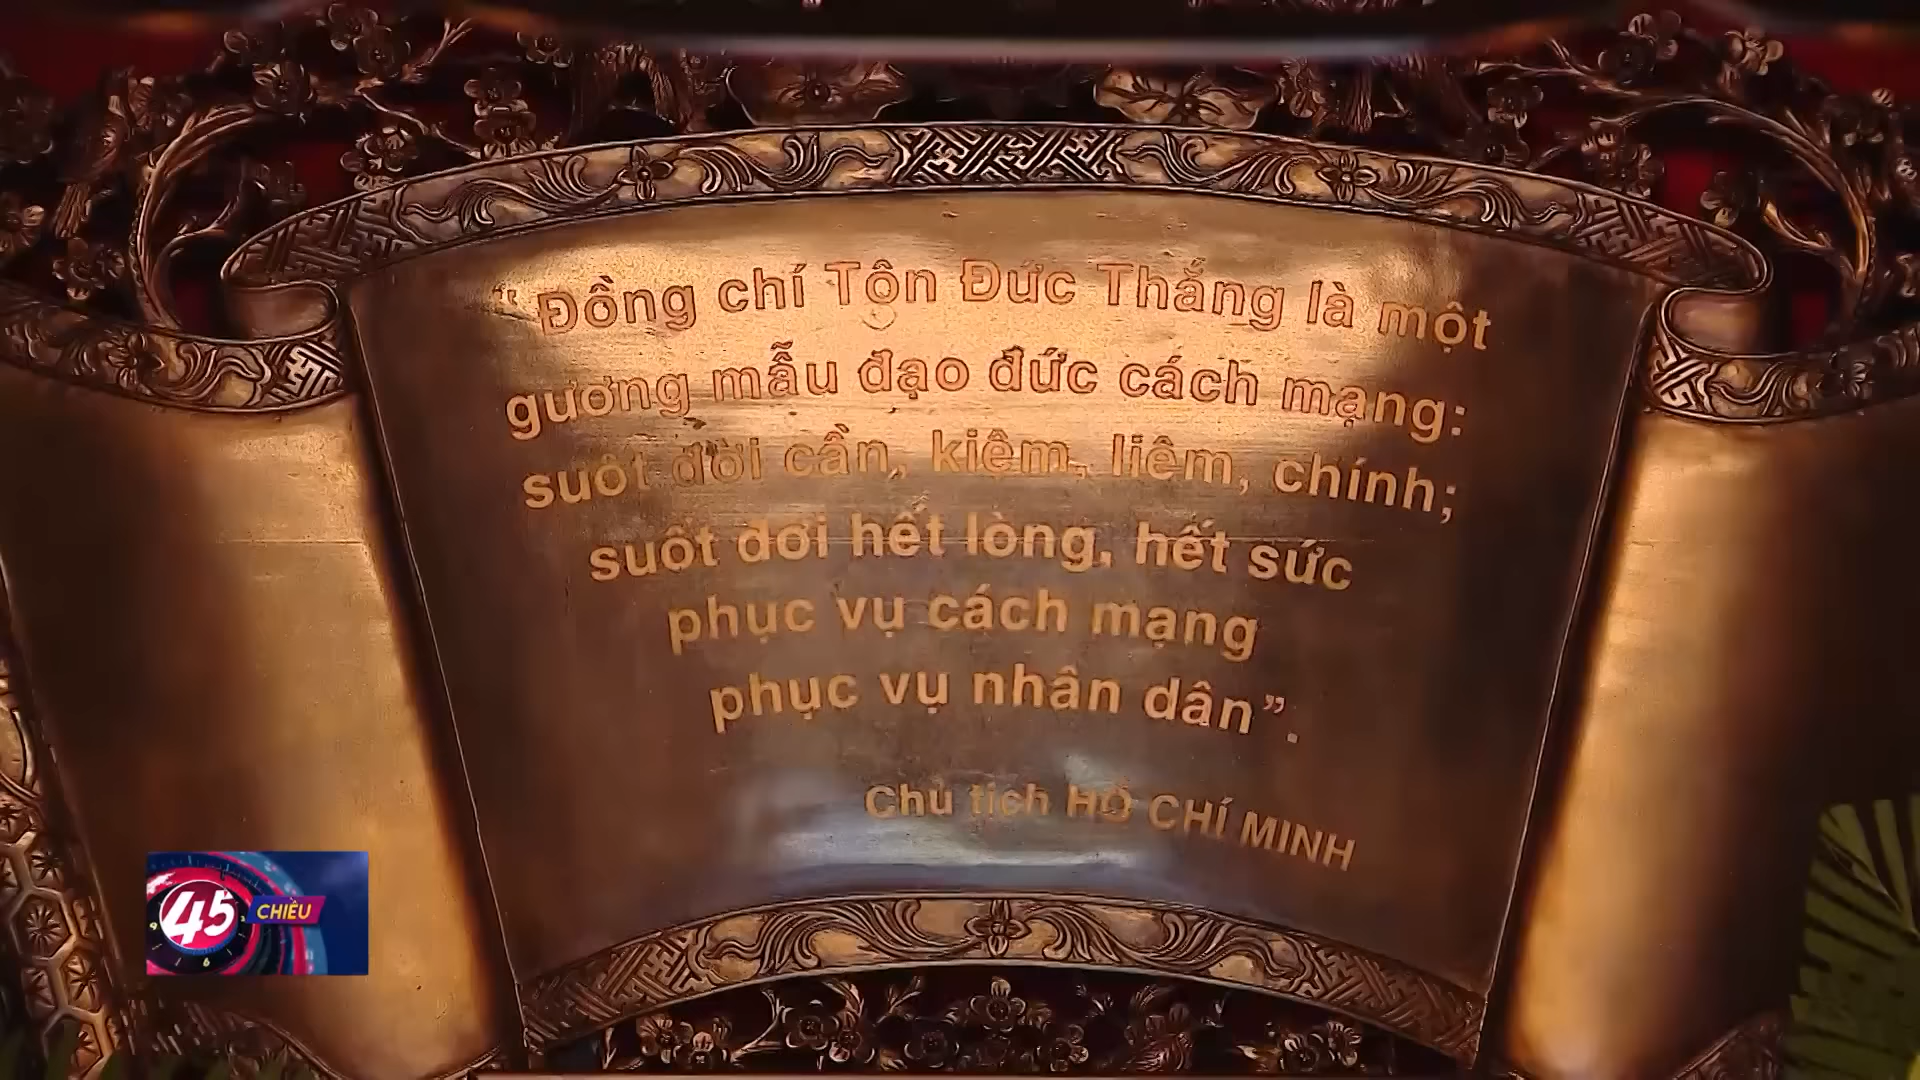 “ Đồng chí Tôn Đức Thắng là một
gương mẫu đạo đức cách mạng:
suốt đời cần, kiệm, liêm, chính;
suốt đời hết lòng, hết sức
phục vụ cách mạng
phục vụ nhân dân”.
Chủ tịch HỒ CHÍ MINH
45 CHIỀU